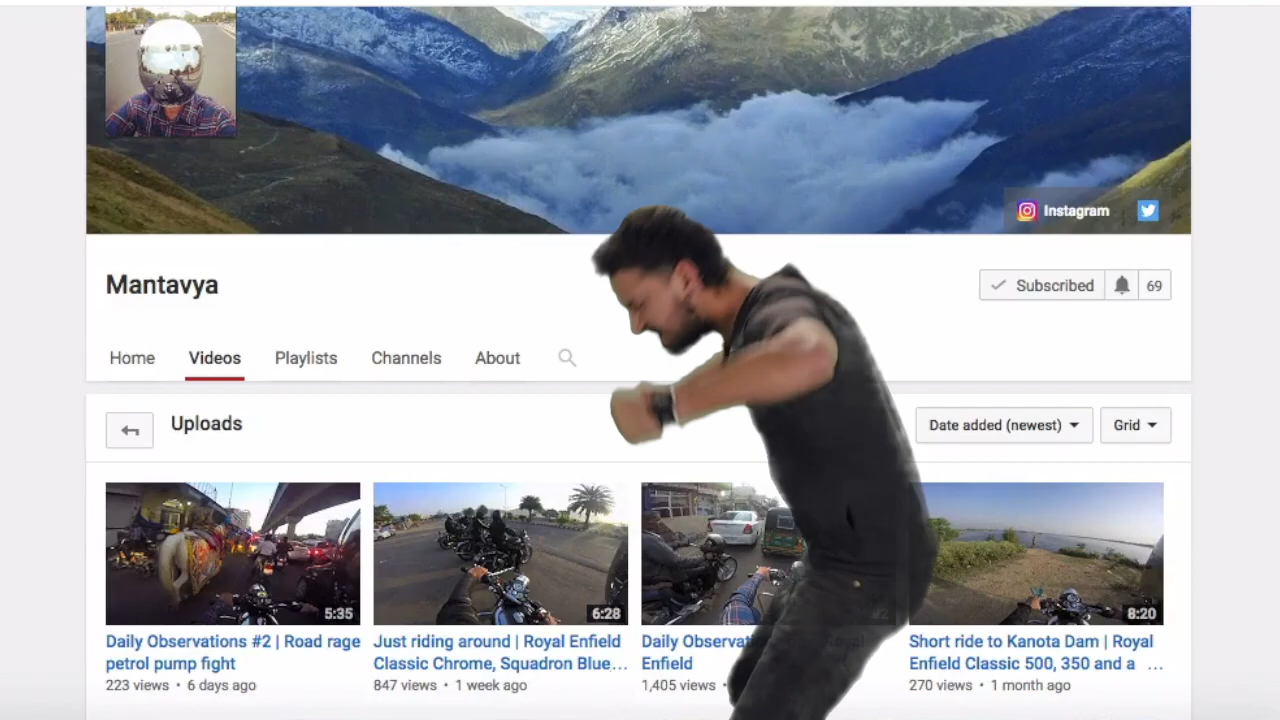 Instagram
Mantavya
Subscribed 69
Home Videos Playlists Channels About
Uploads
Date added (newest) Grid
5:35
6:28
#2
8:20
Daily Observations #2 | Road rage
petrol pump fight
223 views • 6 days ago
Just riding around | Royal Enfield
Classic Chrome, Squadron Blue...
847 views • 1 week ago
Daily Observati Royal
Enfield
1,405 views •
Short ride to Kanota Dam | Royal
Enfield Classic 500, 350 and a ...
270 views • 1 month ago